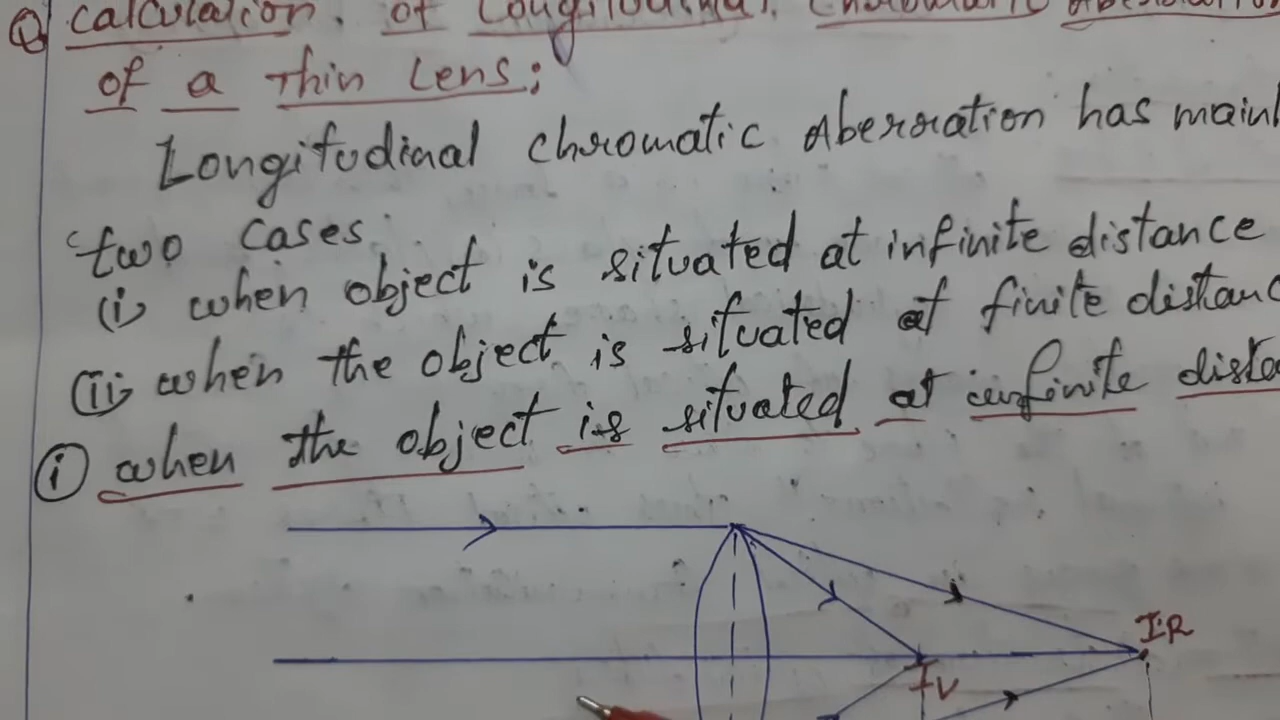 Q calculation. of Longitudinal. Chromatic Aberration
of a Thin Lens;
Longitudinal chromatic Aberration has mainl
two cases
(i) when object is situated at infinite distance
(ii) when the object is situated at finite distanc
(i) when the object is situated at infinite dista
IR
fV